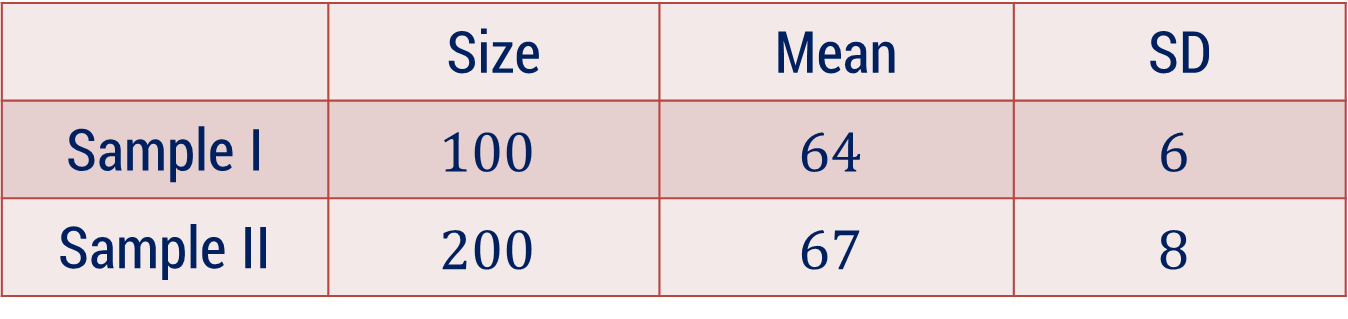 Size Mean SD
Sample I 100 64 6
Sample II 200 67 8